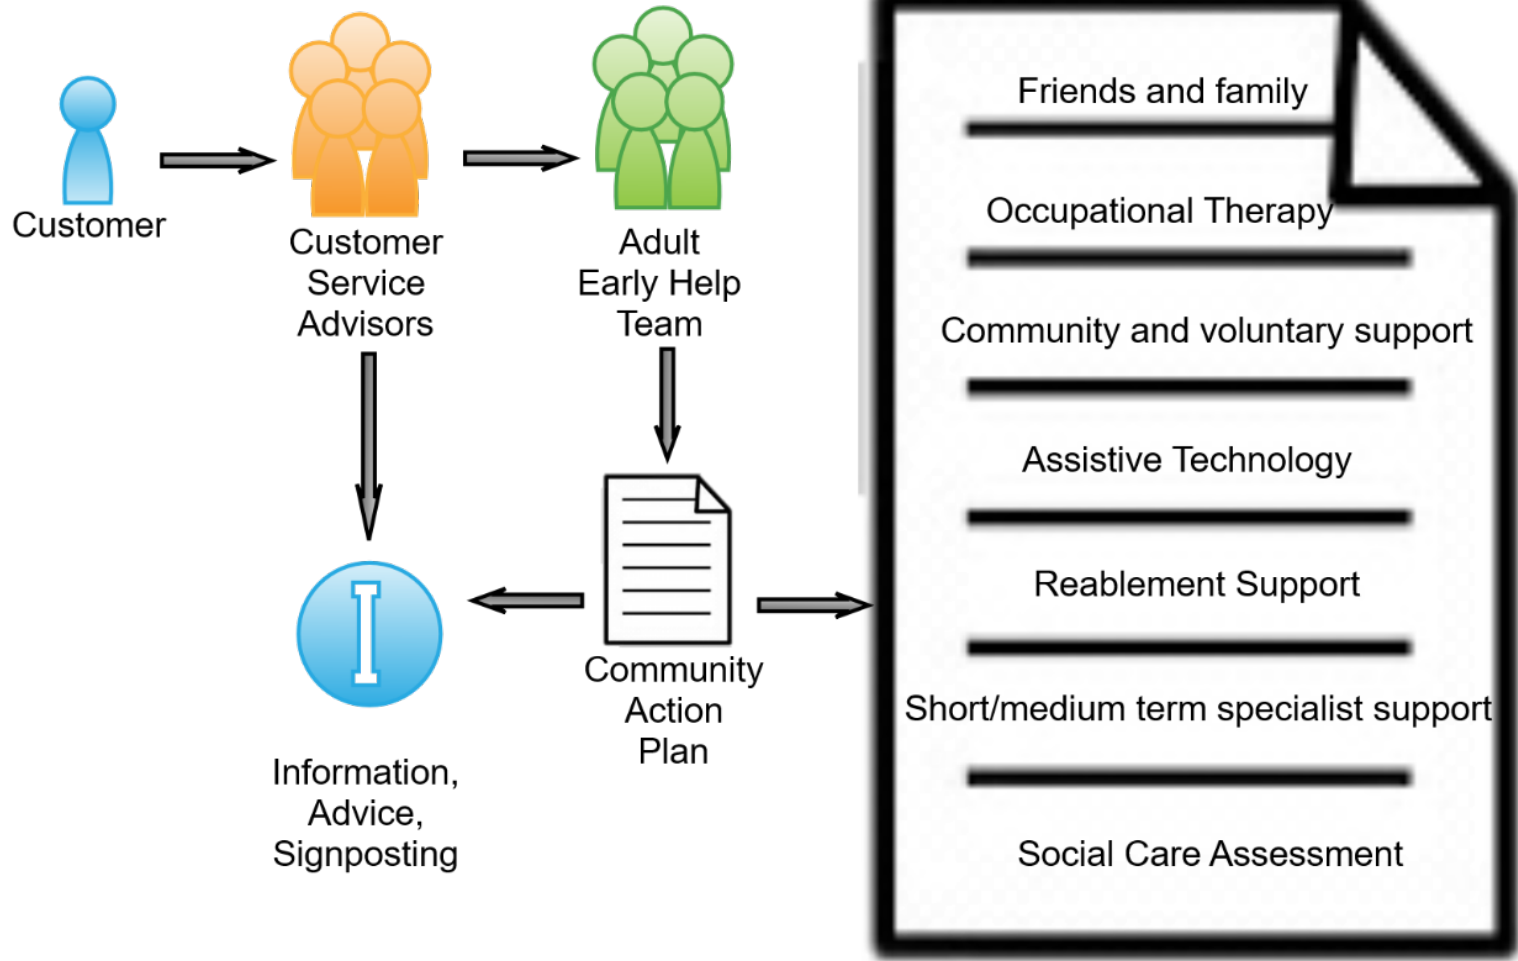 Customer
Customer
Service
Advisors
Adult
Early Help
Team
I
Information,
Advice,
Signposting
Community
Action
Plan
Friends and family
Occupational Therapy
Community and voluntary support
Assistive Technology
Reablement Support
Short/medium term specialist support
Social Care Assessment